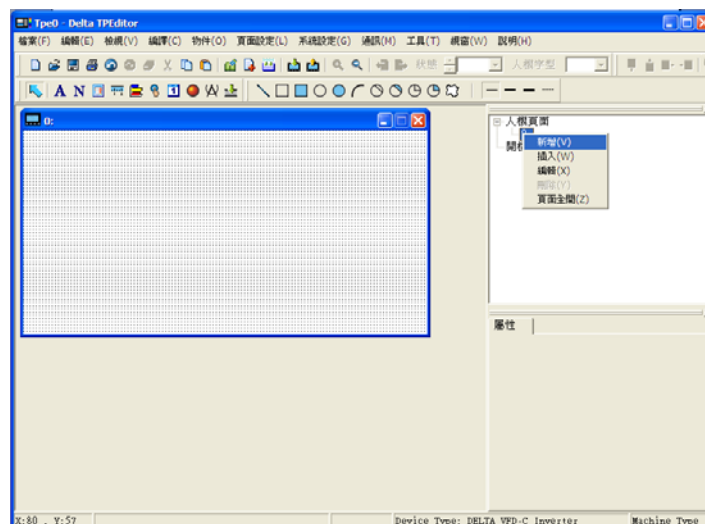 Tpe0 - Delta TPEditor
檔案(F) 編輯(E) 檢視(V) 編譯(C) 物件(O) 頁面設定(L) 系統設定(G) 通訊(M) 工具(T) 視窗(W) 說明(H)
狀態 人機字型
A N
0:
人機頁面
0
新增(V)
開機
插入(W)
編輯(X)
刪除(Y)
頁面全開(Z)
屬性
X:80 , Y:57 Device Type: DELTA VFD-C Inverter Machine Type